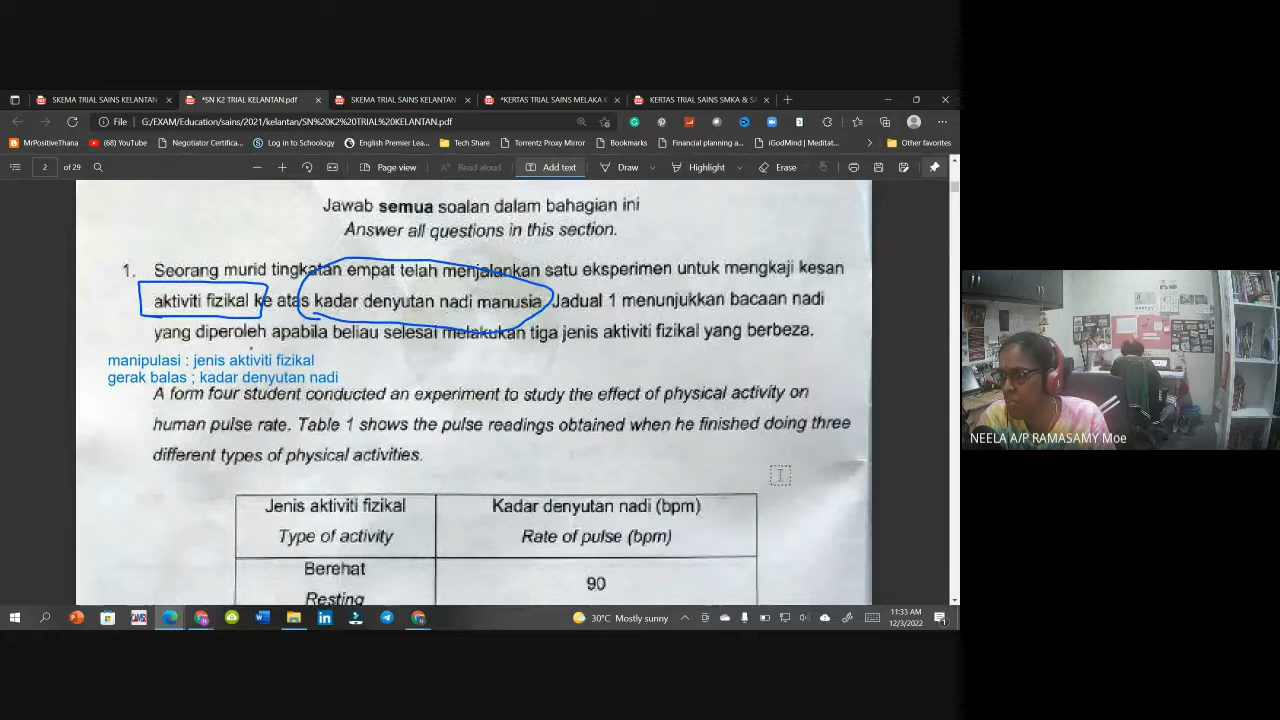 SKEMA TRIAL SAINS KELANTAN
*SN K2 TRIAL KELANTAN.pdf
SKEMA TRIAL SAINS KELANTAN
*KERTAS TRIAL SAINS MELAKA K
KERTAS TRIAL SAINS SMKA & SA
File
G:/EXAM/Education/sains/2021/kelantan/SN%20K2%20TRIAL%20KELANTAN.pdf
MrPositiveThana
(68) YouTube
Negotiator Certifica...
Log in to Schoology
English Premier Lea...
Tech Share
Torrentz Proxy Mirror
Bookmarks
Financial planning a...
iGodMind | Meditat...
Other favorites
2 of 29
Page view
Read aloud
Add text
Draw
Highlight
Erase
Jawab semua soalan dalam bahagian ini
Answer all questions in this section.
1. Seorang murid tingkatan empat telah menjalankan satu eksperimen untuk mengkaji kesan
aktiviti fizikal ke atas kadar denyutan nadi manusia. Jadual 1 menunjukkan bacaan nadi
yang diperoleh apabila beliau selesai melakukan tiga jenis aktiviti fizikal yang berbeza.
manipulasi : jenis aktiviti fizikal
gerak balas ; kadar denyutan nadi
A form four student conducted an experiment to study the effect of physical activity on
human pulse rate. Table 1 shows the pulse readings obtained when he finished doing three
different types of physical activities.
Jenis aktiviti fizikal
Type of activity
Kadar denyutan nadi (bpm)
Rate of pulse (bpm)
Berehat
Resting
90
NEELA A/P RAMASAMY Moe
30°C Mostly sunny
11:33 AM
12/3/2022